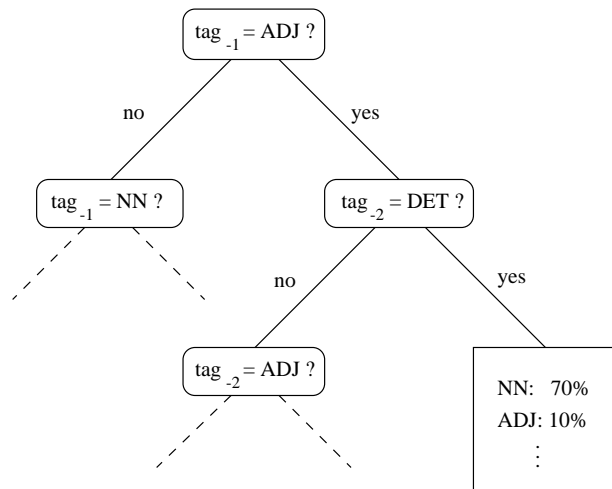 tag -1 = ADJ ?
no
yes
tag -1 = NN ?
tag -2 = DET ?
no
yes
tag -2 = ADJ ?
NN: 70%
ADJ: 10%